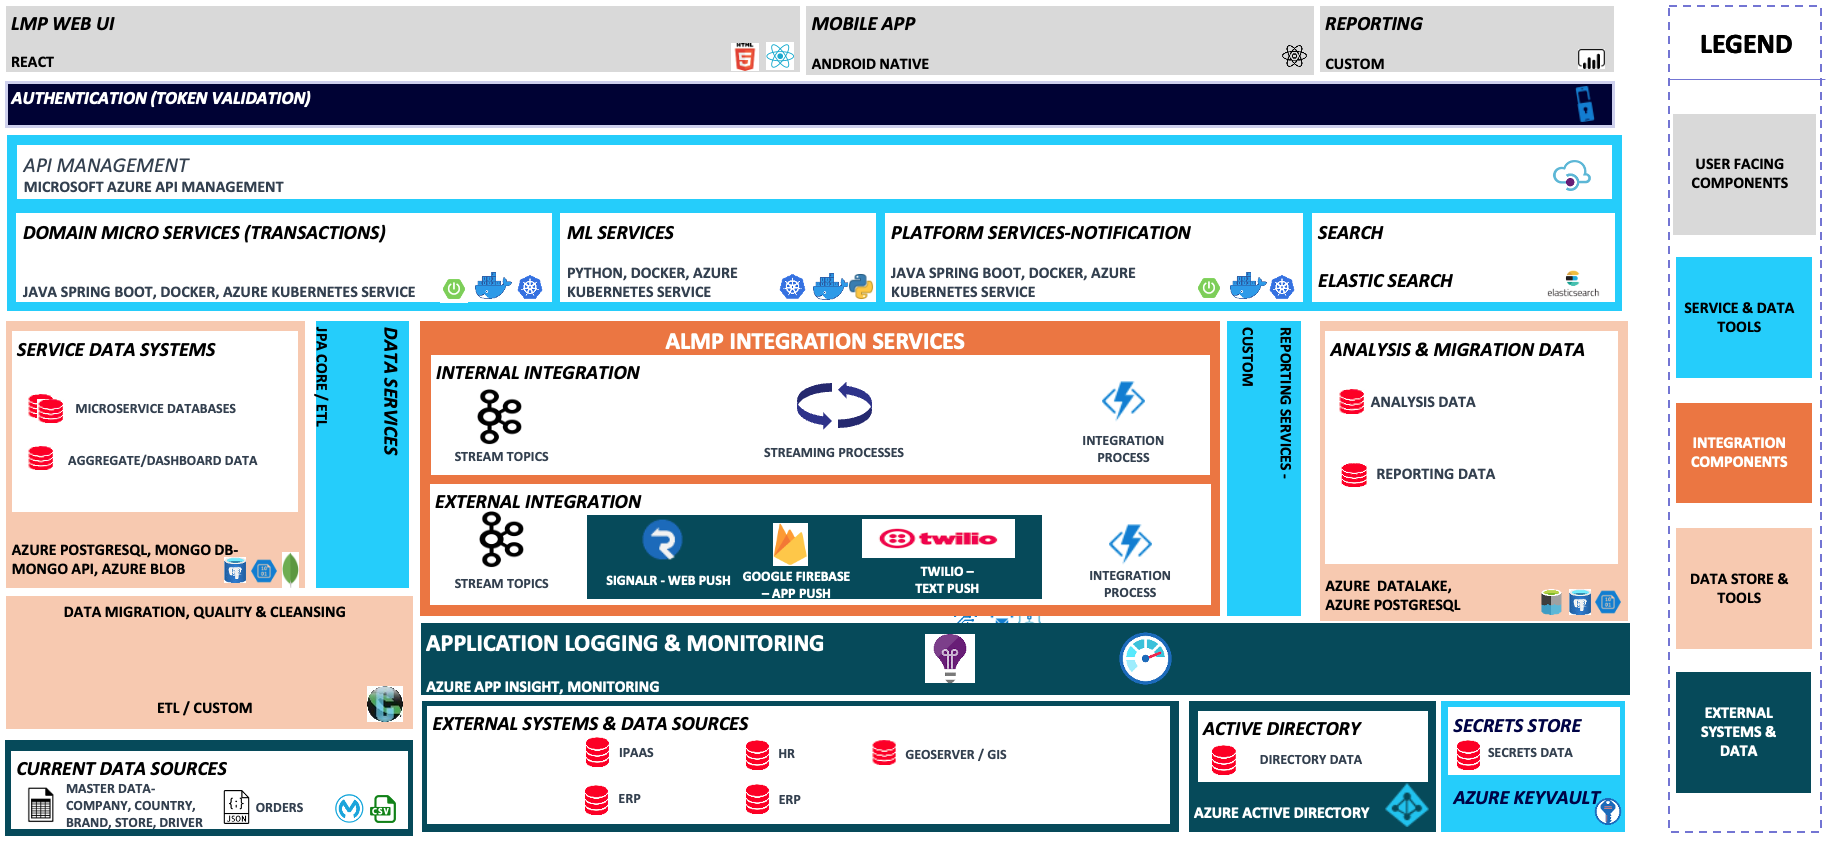 LMP WEB UI
REACT
HTML
5
MOBILE APP
ANDROID NATIVE
REPORTING
CUSTOM
AUTHENTICATION (TOKEN VALIDATION)
API MANAGEMENT
MICROSOFT AZURE API MANAGEMENT
DOMAIN MICRO SERVICES (TRANSACTIONS)
JAVA SPRING BOOT, DOCKER, AZURE KUBERNETES SERVICE
ML SERVICES
PYTHON, DOCKER, AZURE
KUBERNETES SERVICE
PLATFORM SERVICES-NOTIFICATION
JAVA SPRING BOOT, DOCKER, AZURE
KUBERNETES SERVICE
SEARCH
ELASTIC SEARCH
elasticsearch
SERVICE DATA SYSTEMS
MICROSERVICE DATABASES
AGGREGATE/DASHBOARD DATA
AZURE POSTGRESQL, MONGO DB-
MONGO API, AZURE BLOB
DATA SERVICES
JPA CORE / ETL
ALMP INTEGRATION SERVICES
INTERNAL INTEGRATION
STREAM TOPICS
STREAMING PROCESSES
INTEGRATION
PROCESS
EXTERNAL INTEGRATION
STREAM TOPICS
SIGNALR - WEB PUSH
GOOGLE FIREBASE
– APP PUSH
twilio
TWILIO –
TEXT PUSH
INTEGRATION
PROCESS
REPORTING SERVICES -
CUSTOM
ANALYSIS & MIGRATION DATA
ANALYSIS DATA
REPORTING DATA
AZURE  DATALAKE,
AZURE POSTGRESQL
DATA MIGRATION, QUALITY & CLEANSING
ETL / CUSTOM
APPLICATION LOGGING & MONITORING
AZURE APP INSIGHT, MONITORING
CURRENT DATA SOURCES
MASTER DATA-
COMPANY, COUNTRY,
BRAND, STORE, DRIVER
{;}
JSON
ORDERS
CSV
EXTERNAL SYSTEMS & DATA SOURCES
IPAAS
HR
GEOSERVER / GIS
ERP
ERP
ACTIVE DIRECTORY
DIRECTORY DATA
AZURE ACTIVE DIRECTORY
SECRETS STORE
SECRETS DATA
AZURE KEYVAULT
LEGEND
USER FACING
COMPONENTS
SERVICE & DATA
TOOLS
INTEGRATION
COMPONENTS
DATA STORE &
TOOLS
EXTERNAL
SYSTEMS &
DATA